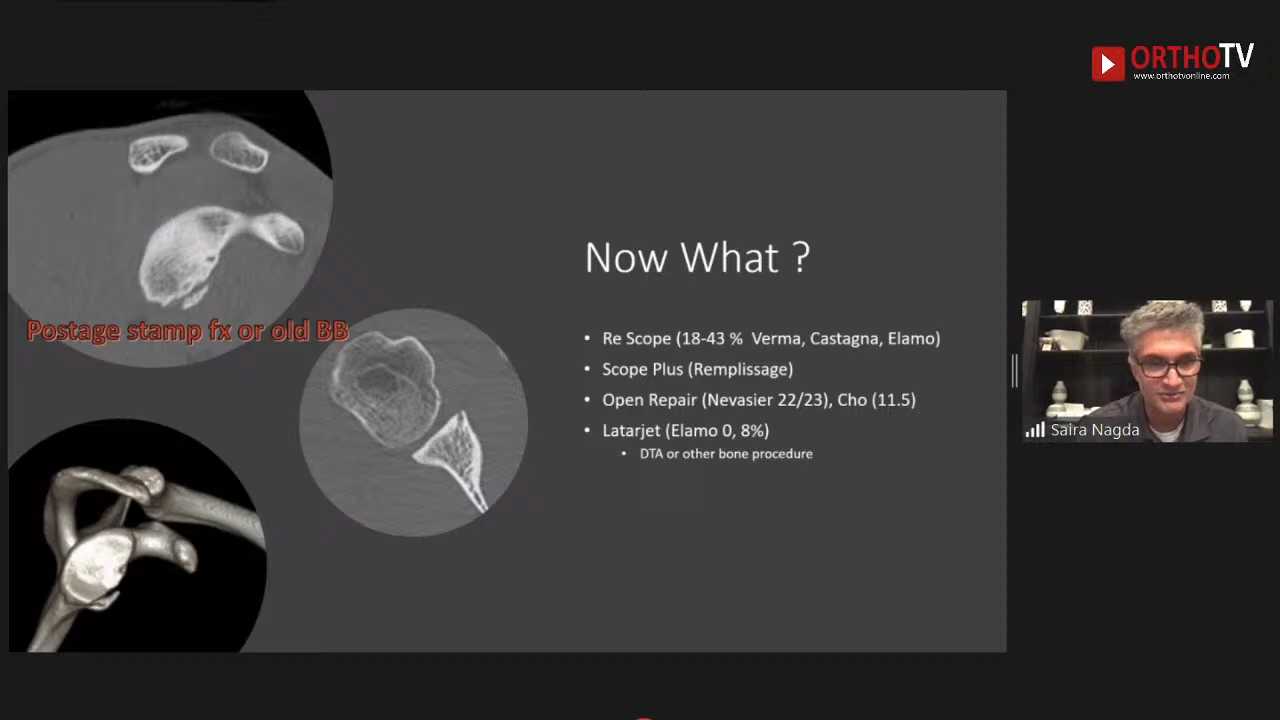 ORTHOTV
www.orthotvonline.com
Now What ?
Postage stamp fx or old BB
• Re Scope (18-43 % Verma, Castagna, Elamo)
• Scope Plus (Remplissage)
• Open Repair (Nevasier 22/23), Cho (11.5)
• Latarjet (Elamo 0, 8%)
• DTA or other bone procedure
Saira Nagda